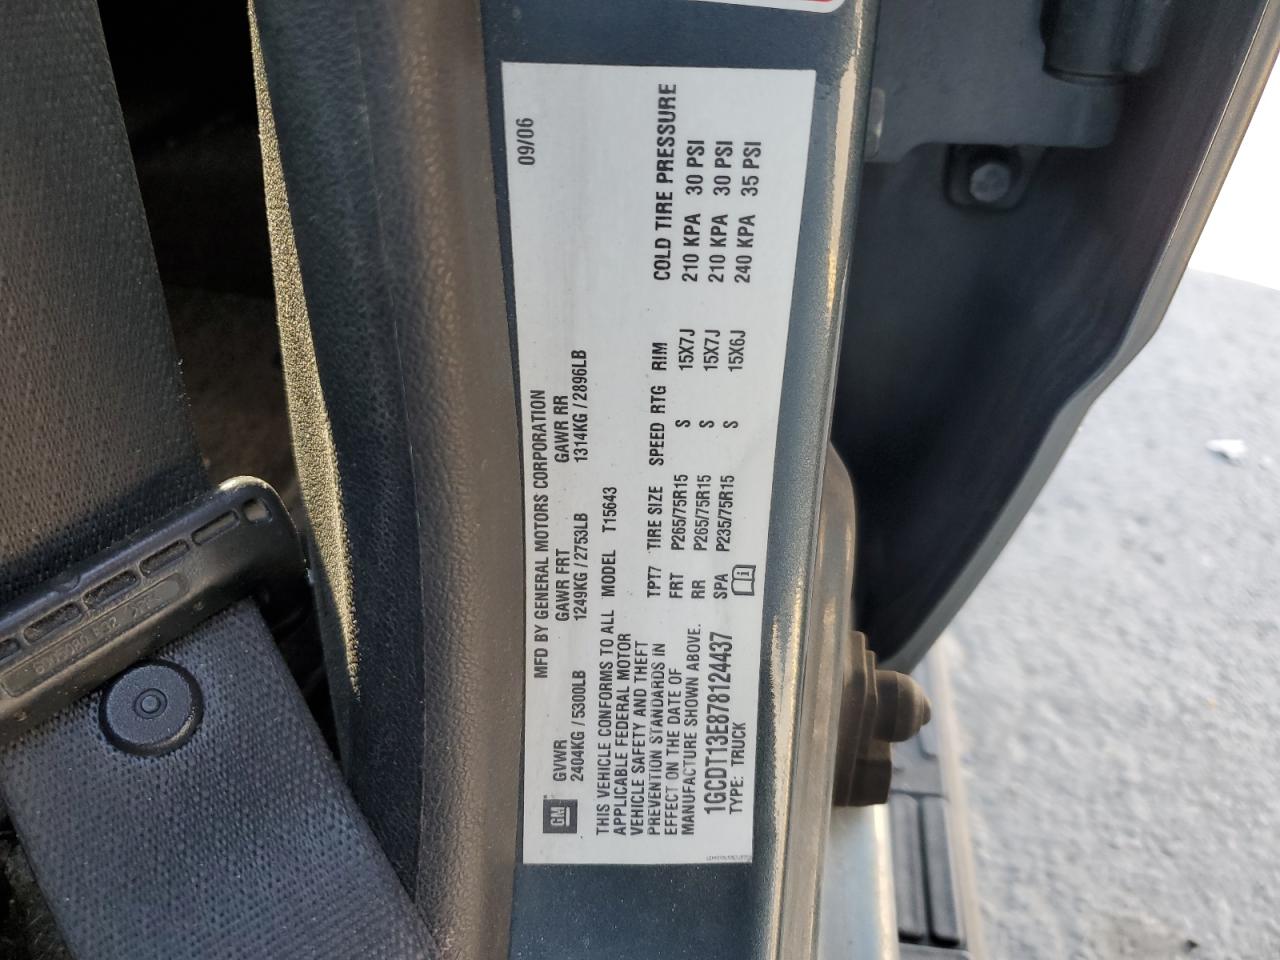 MFD BY GENERAL MOTORS CORPORATION 09/06
GM
GVWR GAWR FRT GAWR RR
2404KG / 5300LB 1249KG / 2753LB 1314KG / 2896LB
THIS VEHICLE CONFORMS TO ALL MODEL T15643
APPLICABLE FEDERAL MOTOR
VEHICLE SAFETY AND THEFT
PREVENTION STANDARDS IN
EFFECT ON THE DATE OF
MANUFACTURE SHOWN ABOVE.
1GCDT13E878124437
TYPE: TRUCK
TPT7 TIRE SIZE SPEED RTG RIM COLD TIRE PRESSURE
FRT P265/75R15 S 15X7J 210 KPA 30 PSI
RR P265/75R15 S 15X7J 210 KPA 30 PSI
SPA P235/75R15 S 15X6J 240 KPA 35 PSI